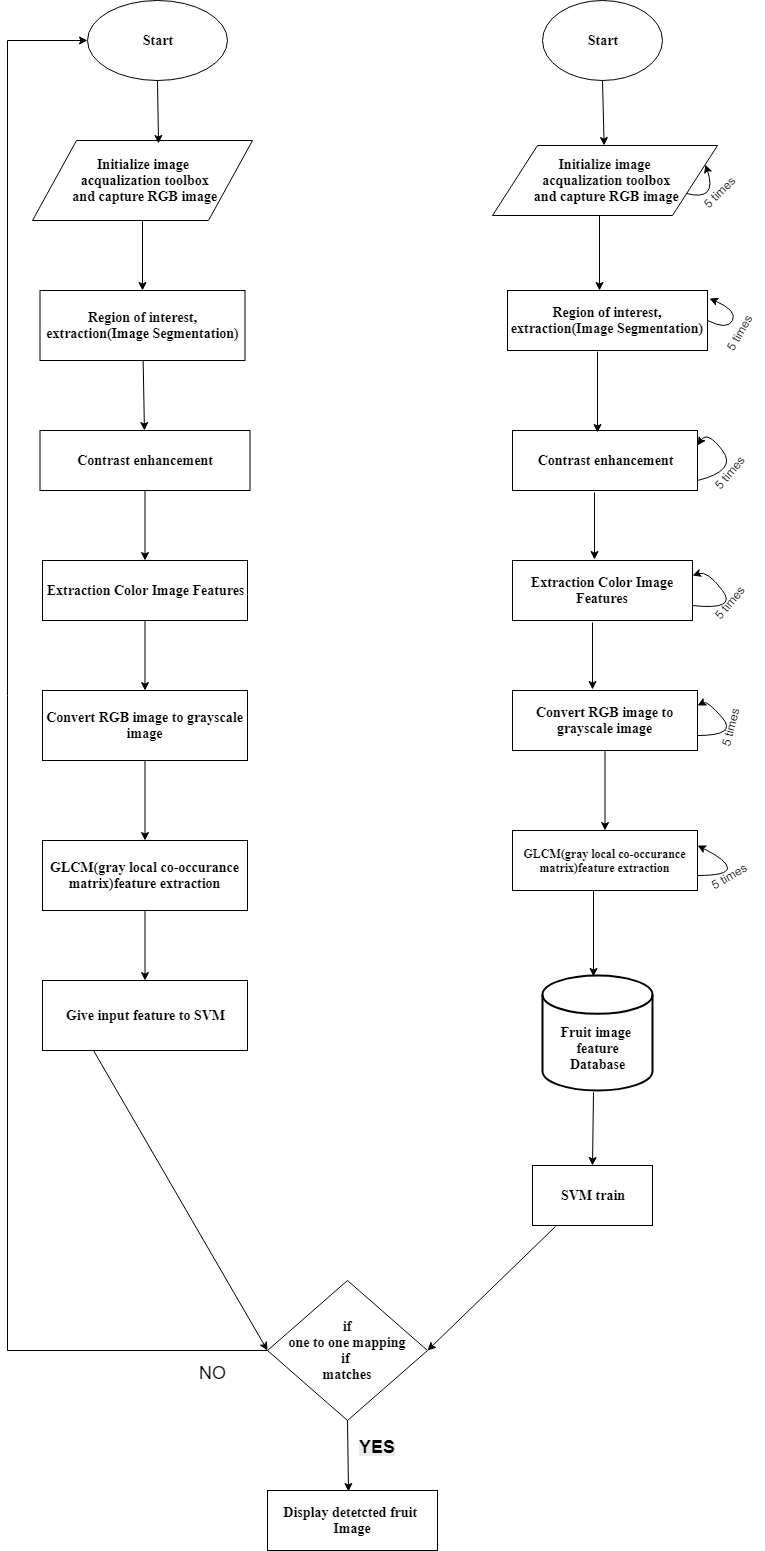 Start
Initialize image
acqualization toolbox
and capture RGB image
Region of interest,
extraction(Image Segmentation)
Contrast enhancement
Extraction Color Image Features
Convert RGB image to grayscale
image
GLCM(gray local co-occurance
matrix)feature extraction
Give input feature to SVM
Start
Initialize image
acqualization toolbox
and capture RGB image
5 times
Region of interest,
extraction(Image Segmentation)
5 times
Contrast enhancement
5 times
Extraction Color Image
Features
5 times
Convert RGB image to
grayscale image
5 times
GLCM(gray local co-occurance
matrix)feature extraction
5 times
Fruit image
feature
Database
SVM train
if
one to one mapping
if
matches
NO
YES
Display detetcted fruit
Image